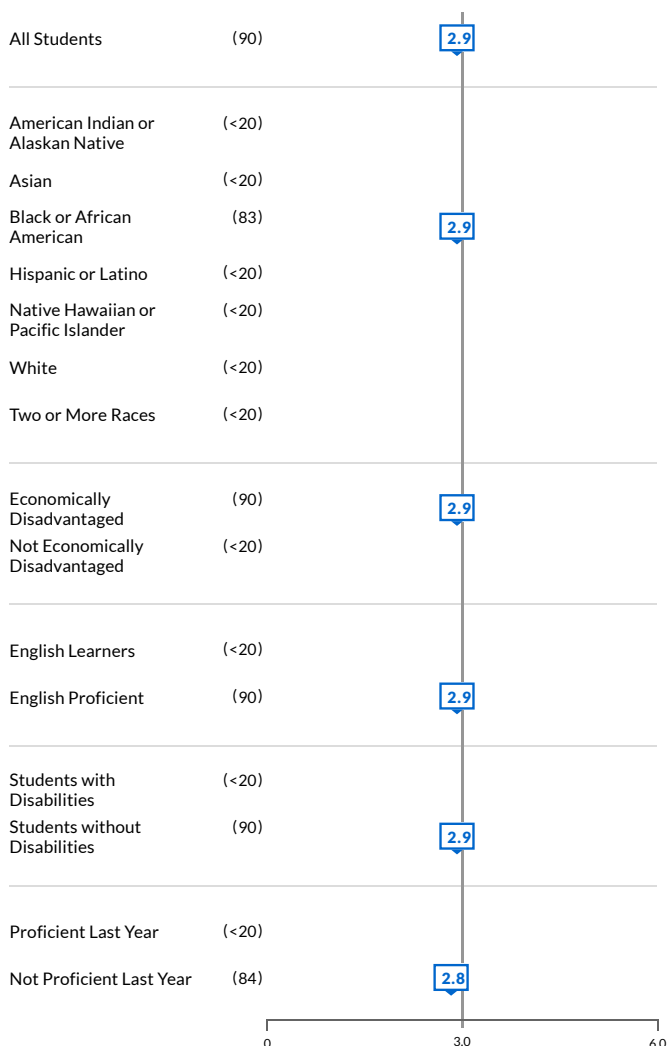 All Students (90) 2.9
American Indian or (<20)
Alaskan Native
Asian (<20)
Black or African (83) 2.9
American
Hispanic or Latino (<20)
Native Hawaiian or (<20)
Pacific Islander
White (<20)
Two or More Races (<20)
Economically (90) 2.9
Disadvantaged
Not Economically (<20)
Disadvantaged
English Learners (<20)
English Proficient (90) 2.9
Students with (<20)
Disabilities
Students without (90) 2.9
Disabilities
Proficient Last Year (<20)
Not Proficient Last Year (84) 2.8
0 3.0 6.0